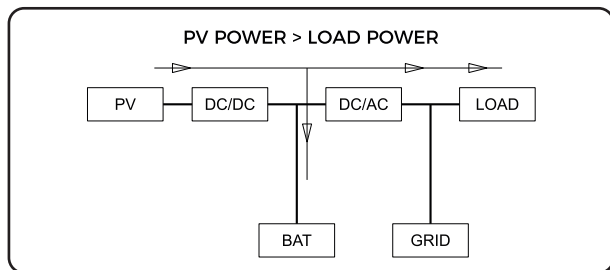 PV POWER > LOAD POWER
PV DC/DC DC/AC LOAD
BAT GRID